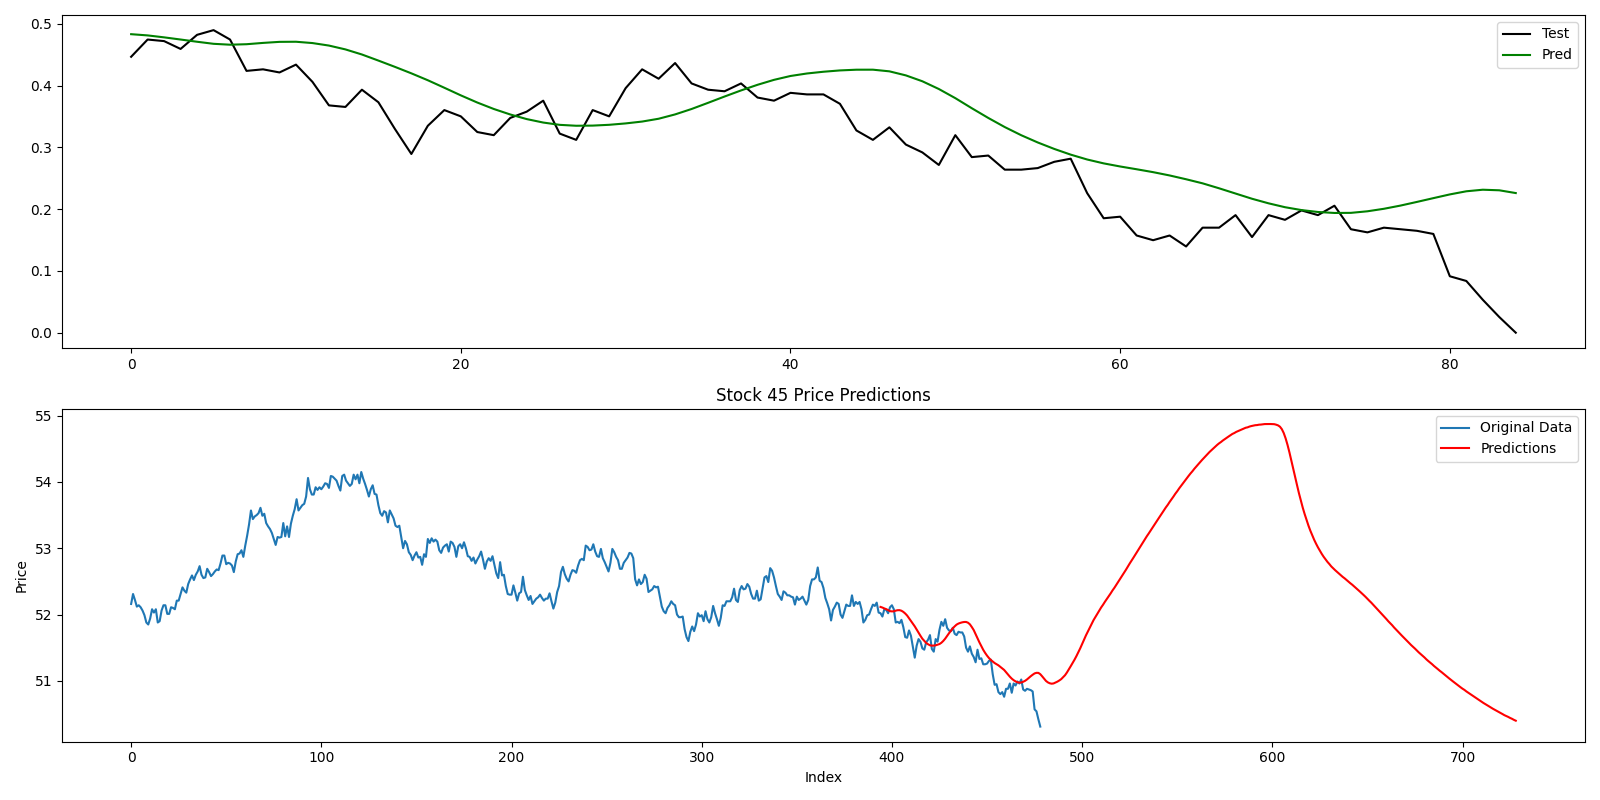 0.5
0.4
0.3
0.2
0.1
0.0
0 20 40 60 80
Test
Pred
Stock 45 Price Predictions
55
54
53
52
51
Price
0 100 200 300 400 500 600 700
Index
Original Data
Predictions